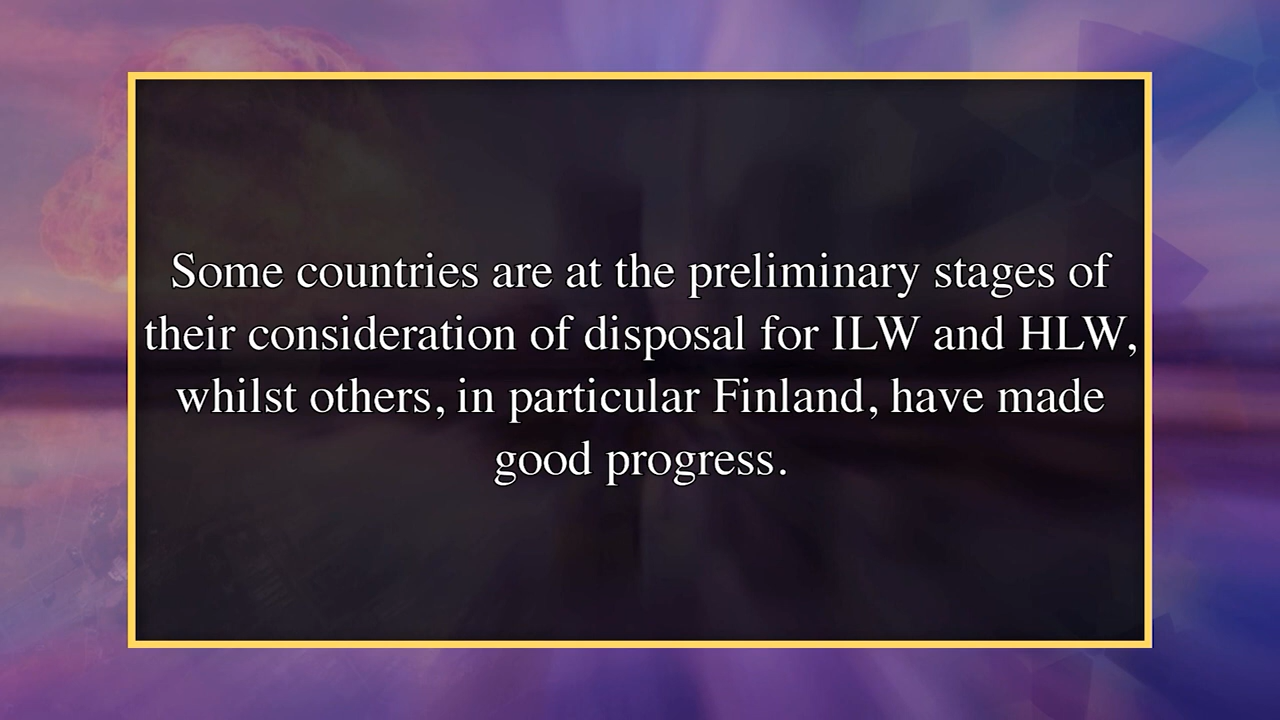 Some countries are at the preliminary stages of
their consideration of disposal for ILW and HLW,
whilst others, in particular Finland, have made
good progress.